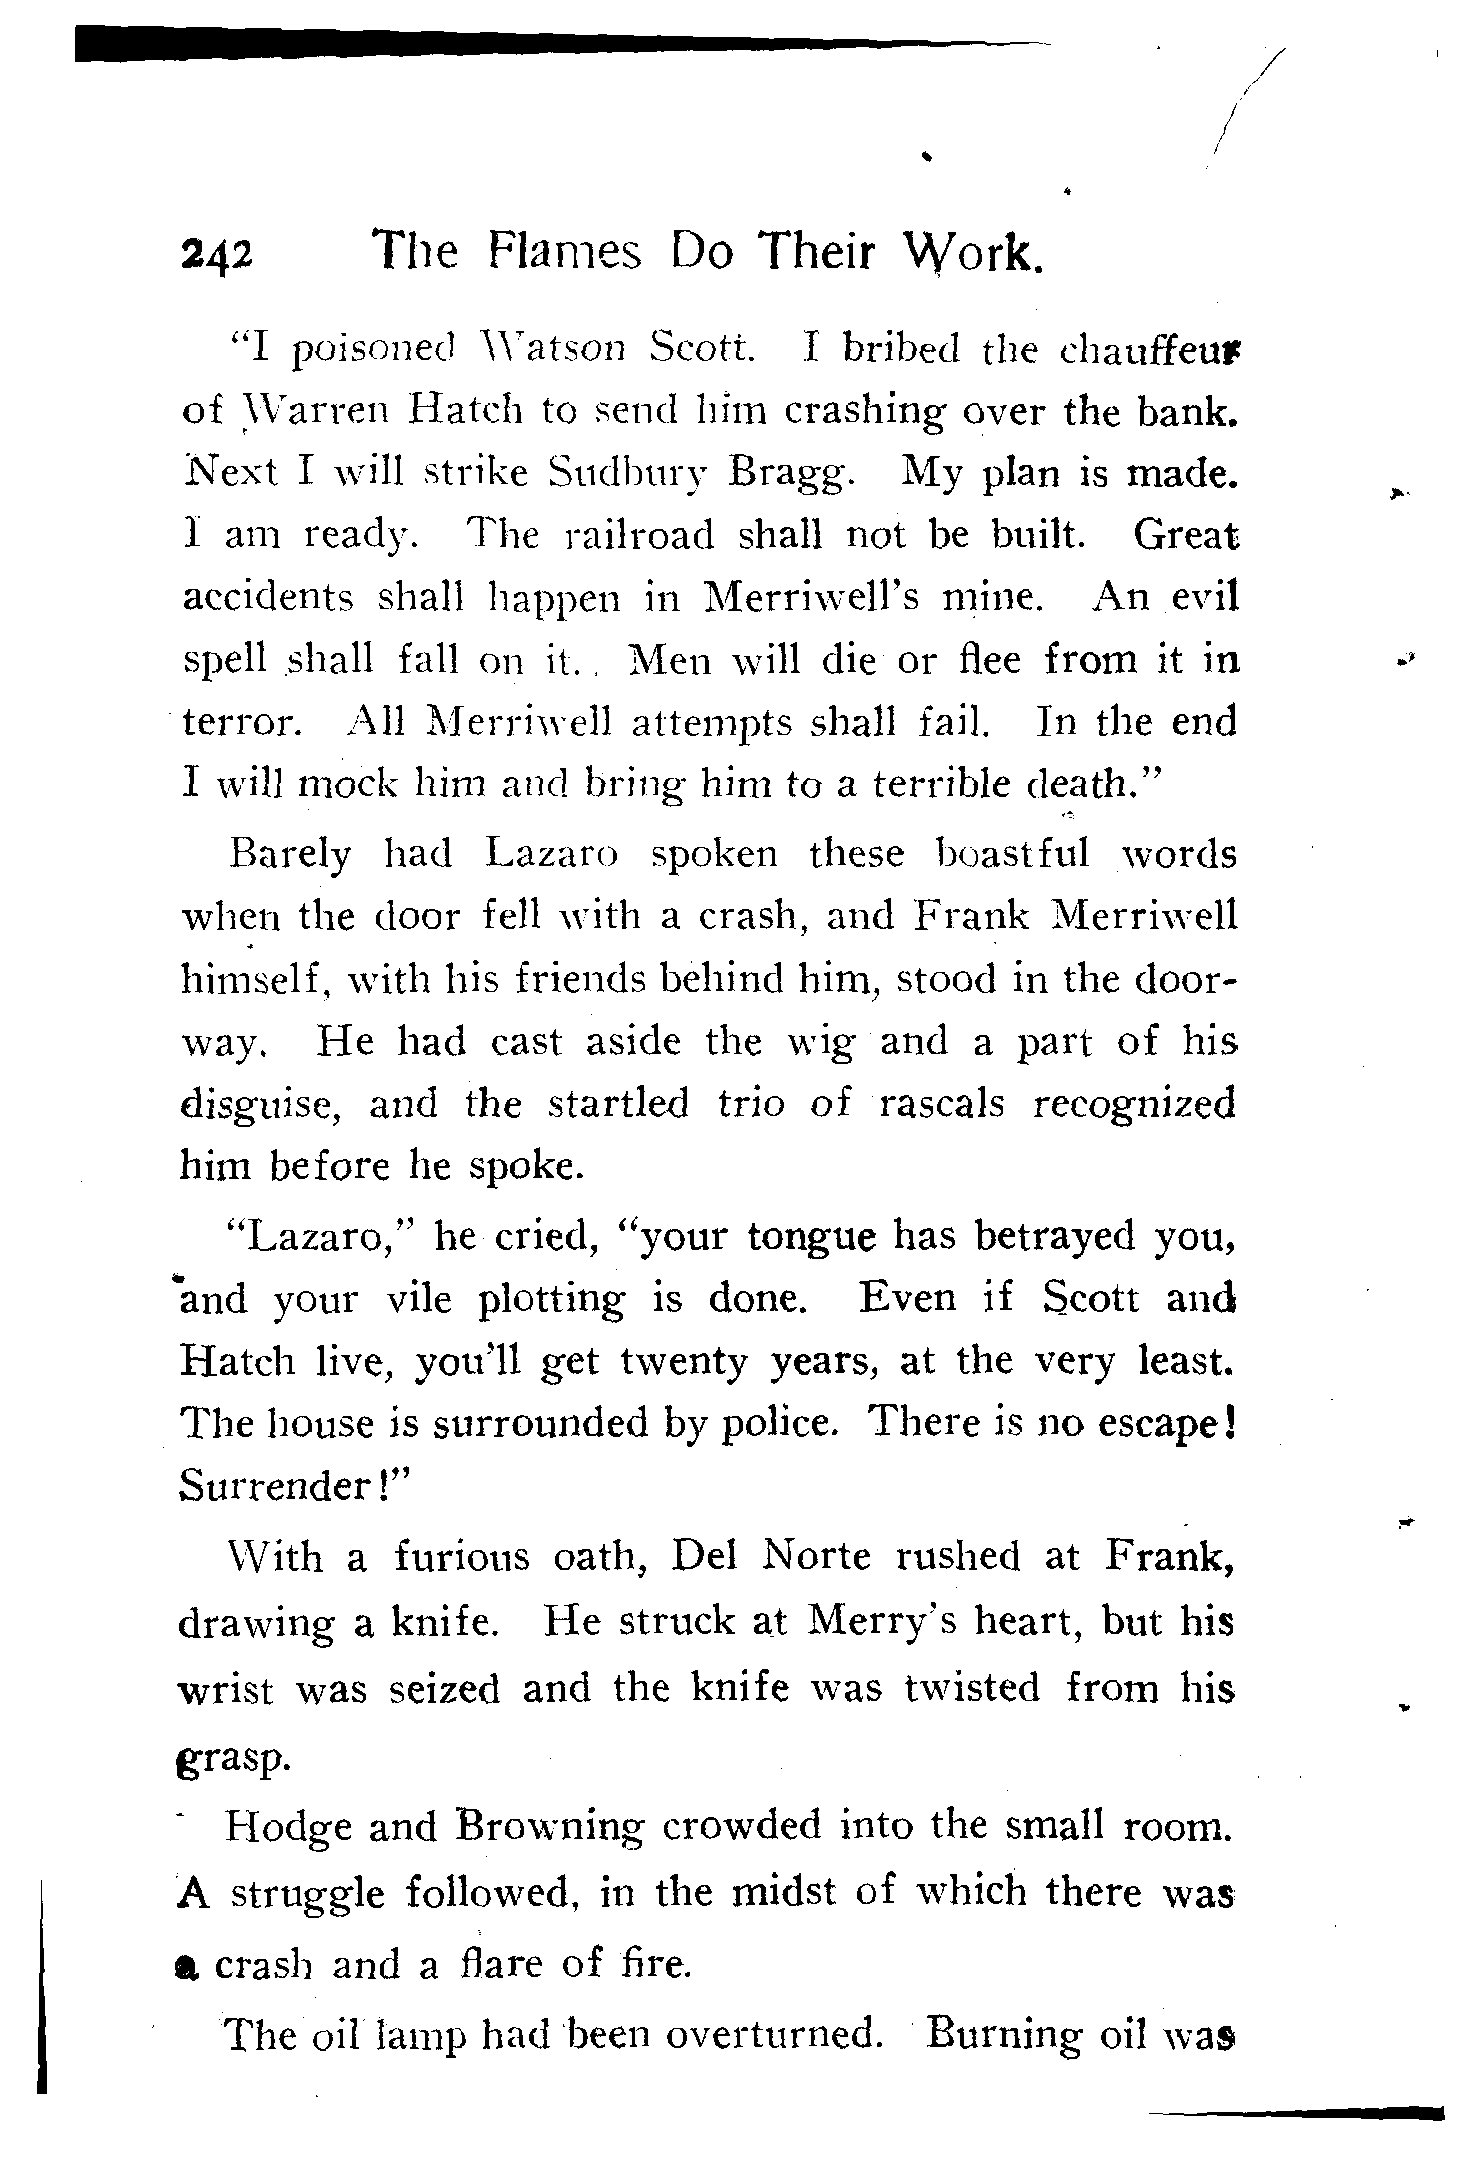 242 The Flames Do Their Work.
“I poisoned Watson Scott. I bribed the chauffeur
of Warren Hatch to send him crashing over the bank.
Next I will strike Sudbury Bragg. My plan is made.
I am ready. The railroad shall not be built. Great
accidents shall happen in Merriwell’s mine. An evil
spell shall fall on it. Men will die or flee from it in
terror. All Merriwell attempts shall fail. In the end
I will mock him and bring him to a terrible death.”
Barely had Lazaro spoken these boastful words
when the door fell with a crash, and Frank Merriwell
himself, with his friends behind him, stood in the door-
way. He had cast aside the wig and a part of his
disguise, and the startled trio of rascals recognized
him before he spoke.
“Lazaro,” he cried, “your tongue has betrayed you,
and your vile plotting is done. Even if Scott and
Hatch live, you’ll get twenty years, at the very least.
The house is surrounded by police. There is no escape!
Surrender!”
With a furious oath, Del Norte rushed at Frank,
drawing a knife. He struck at Merry’s heart, but his
wrist was seized and the knife was twisted from his
grasp.
Hodge and Browning crowded into the small room.
A struggle followed, in the midst of which there was
a crash and a flare of fire.
The oil lamp had been overturned. Burning oil was